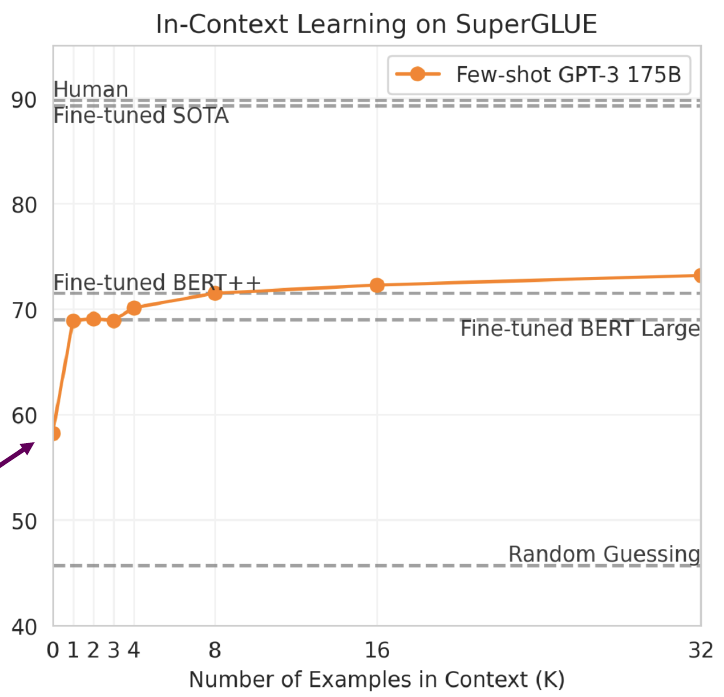 In-Context Learning on SuperGLUE
Few-shot GPT-3 175B
90
80
70
60
50
40
Human
Fine-tuned SOTA
Fine-tuned BERT++
Fine-tuned BERT Large
Random Guessing
0 1 2 3 4 8 16 32
Number of Examples in Context (K)